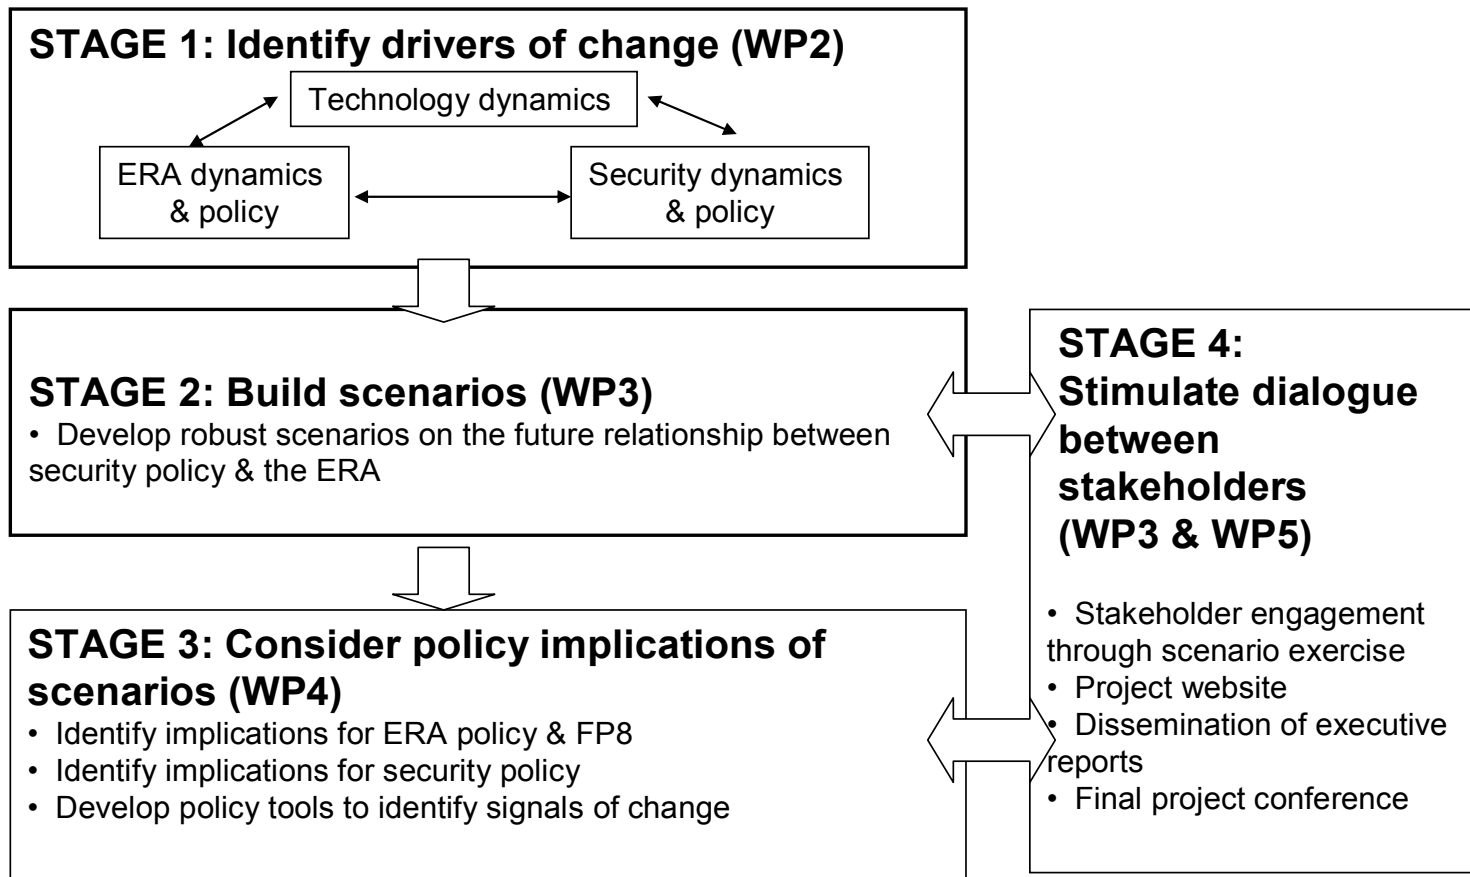 STAGE 1: Identify drivers of change (WP2)
Technology dynamics
ERA dynamics
& policy
Security dynamics
& policy
STAGE 2: Build scenarios (WP3)
• Develop robust scenarios on the future relationship between
security policy & the ERA
STAGE 3: Consider policy implications of
scenarios (WP4)
• Identify implications for ERA policy & FP8
• Identify implications for security policy
• Develop policy tools to identify signals of change
STAGE 4:
Stimulate dialogue
between
stakeholders
(WP3 & WP5)
• Stakeholder engagement
through scenario exercise
• Project website
• Dissemination of executive
reports
• Final project conference